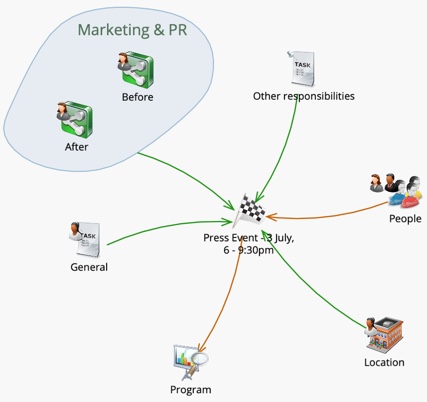 Marketing & PR
Before
After
TASK
Other responsibilities
People
Press Event - 3 July,
6 - 9:30pm
TASK
General
Location
Program